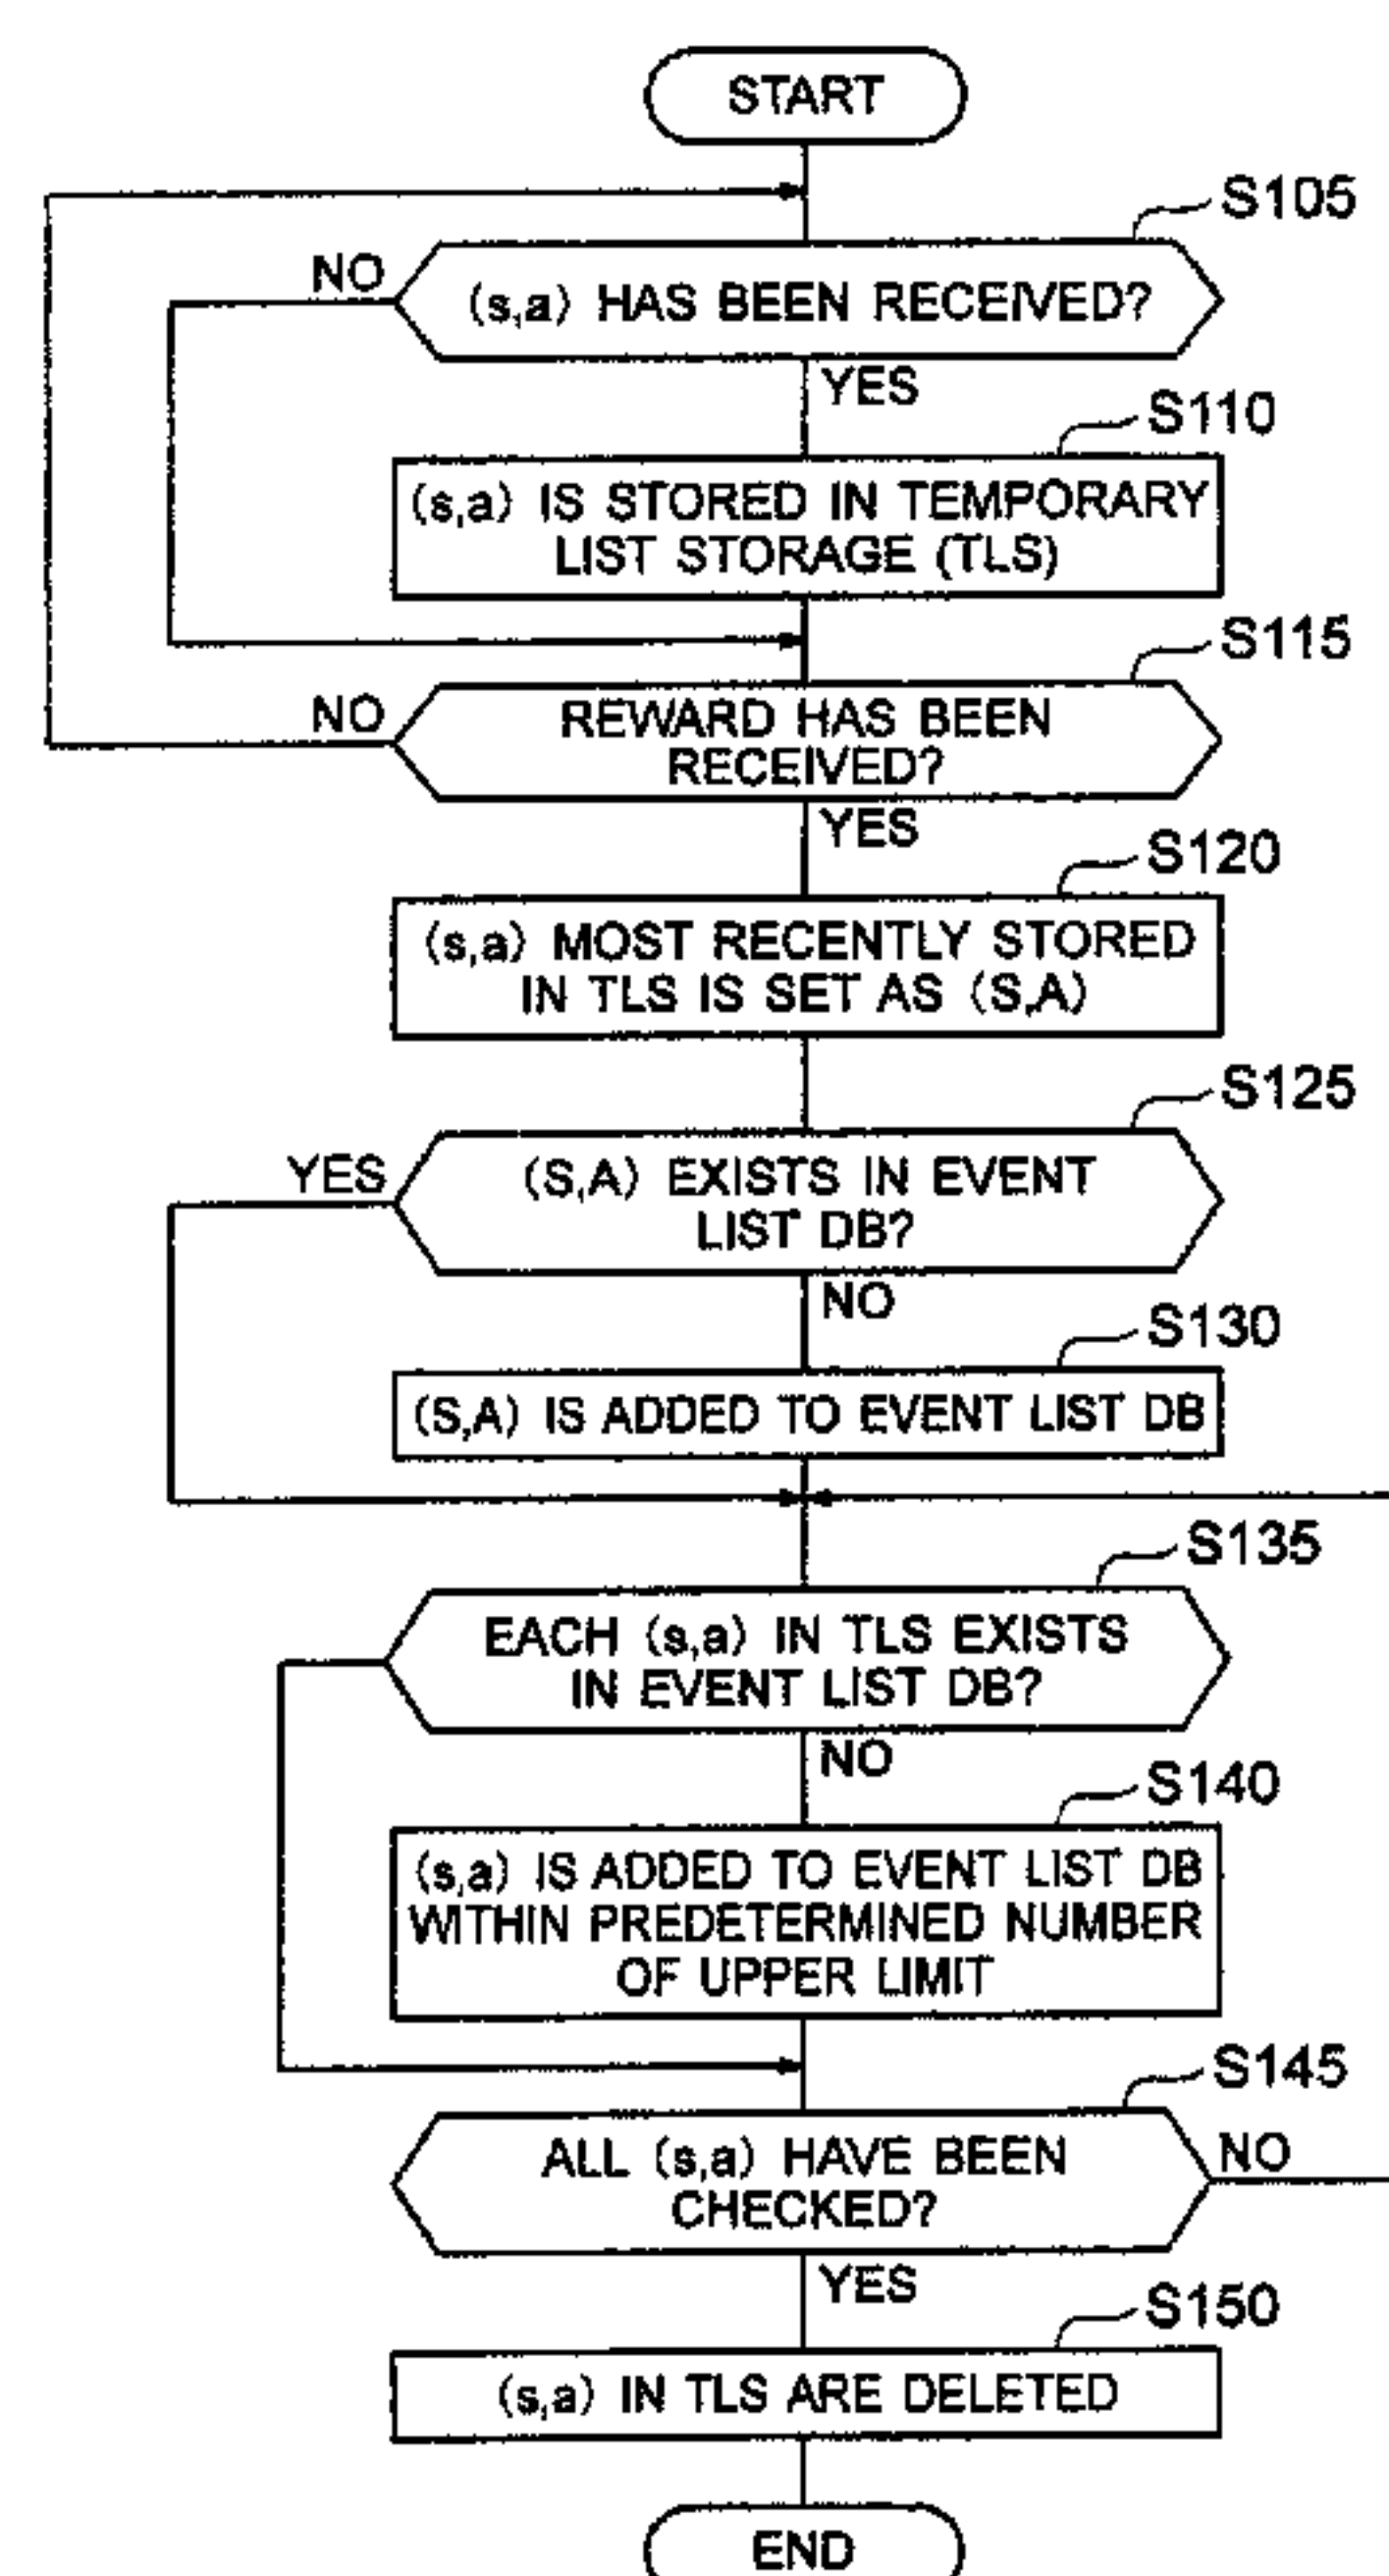 START
S105
NO
(s,a) HAS BEEN RECEIVED?
YES
S110
(s,a) IS STORED IN TEMPORARY
LIST STORAGE (TLS)
S115
NO
REWARD HAS BEEN
RECEIVED?
YES
S120
(s,a) MOST RECENTLY STORED
IN TLS IS SET AS (S,A)
S125
YES
(S,A) EXISTS IN EVENT
LIST DB?
NO
S130
(S,A) IS ADDED TO EVENT LIST DB
S135
EACH (s,a) IN TLS EXISTS
IN EVENT LIST DB?
NO
S140
(s,a) IS ADDED TO EVENT LIST DB
WITHIN PREDETERMINED NUMBER
OF UPPER LIMIT
S145
ALL (s,a) HAVE BEEN
CHECKED?
NO
YES
S150
(s,a) IN TLS ARE DELETED
END